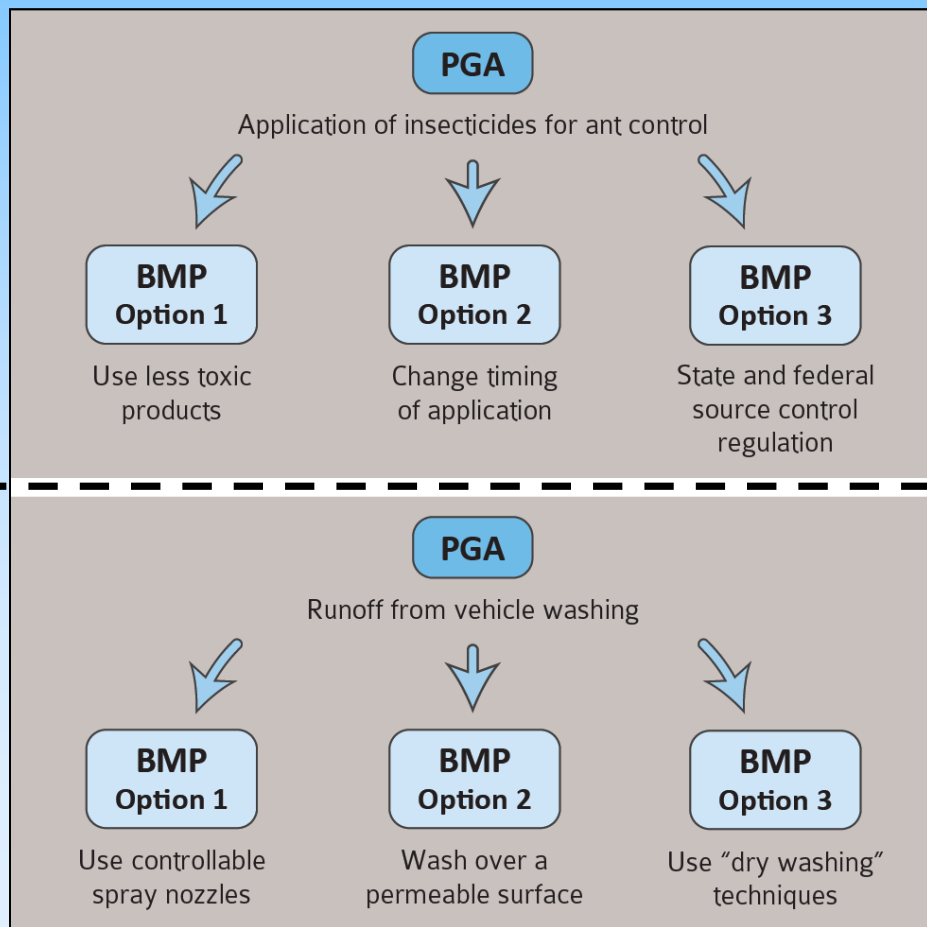 PGA
Application of insecticides for ant control
BMP
Option 1
Use less toxic
products
BMP
Option 2
Change timing
of application
BMP
Option 3
State and federal
source control
regulation
PGA
Runoff from vehicle washing
BMP
Option 1
Use controllable
spray nozzles
BMP
Option 2
Wash over a
permeable surface
BMP
Option 3
Use “dry washing”
techniques